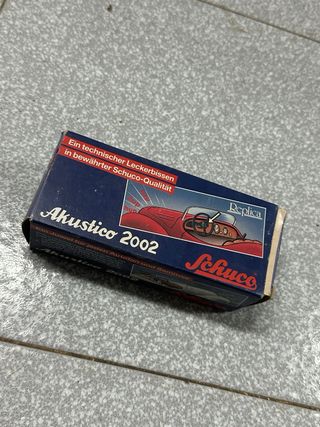 Ein technischer Leckerbissen
in bewährter Schuco-Qualität
Replica
Akustico 2002
Schuco